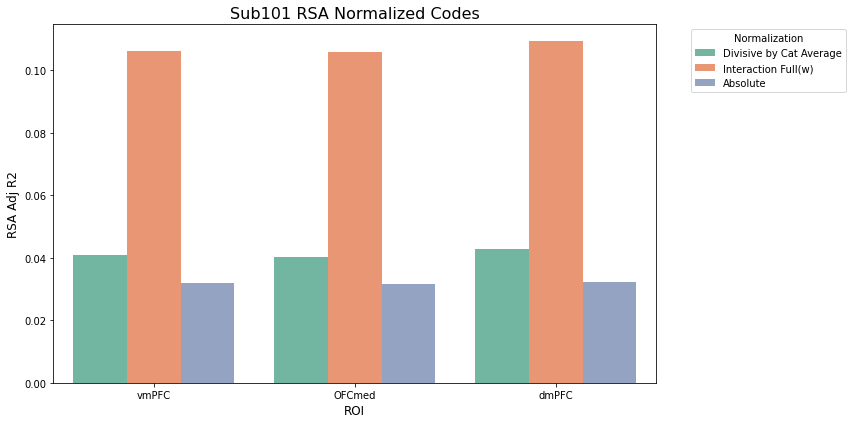 Sub101 RSA Normalized Codes
Normalization
Divisive by Cat Average
Interaction Full(w)
Absolute
RSA Adj R2
0.10
0.08
0.06
0.04
0.02
0.00
vmPFC
OFCmed
dmPFC
ROI